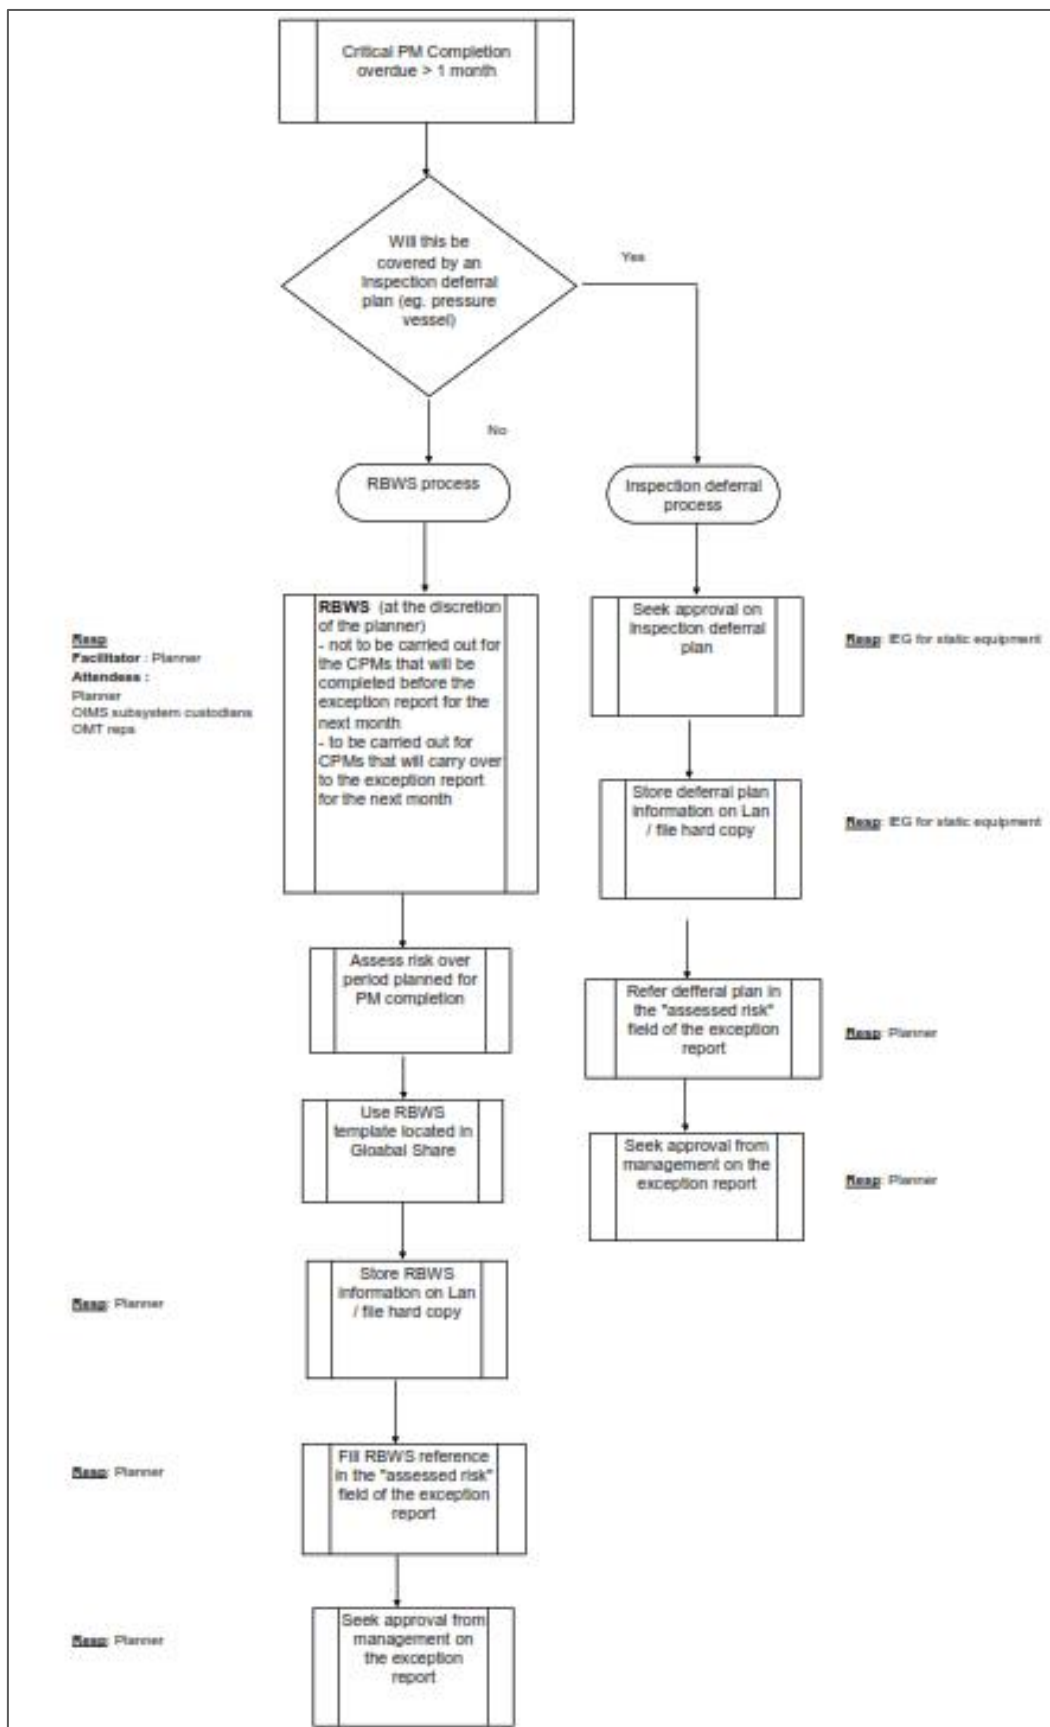 Critical PM Completion
overdue > 1 month
Will this be
covered by an
Inspection deferral
plan (eg. pressure
vessel)
Yes
No
RBWS process
Inspection deferral
process
Resp
Facilitator : Planner
Attendees :
Planner
OIMS subsystem custodians
OMT reps
RBWS (at the discretion
of the planner)
- not to be carried out for
the CPMs that will be
completed before the
exception report for the
next month
- to be carried out for
CPMs that will carry over
to the exception report
for the next month
Seek approval on
Inspection deferral
plan
Resp: IEG for static equipment
Store deferral plan
information on Lan
/ file hard copy
Resp: IEG for static equipment
Assess risk over
period planned for
PM completion
Refer defferal plan in
the "assessed risk"
field of the exception
report
Resp: Planner
Use RBWS
template located in
Gloabal Share
Seek approval from
management on the
exception report
Resp: Planner
Store RBWS
information on Lan
/ file hard copy
Resp: Planner
Fill RBWS reference
in the "assessed risk"
field of the exception
report
Resp: Planner
Seek approval from
management on
the exception
report
Resp: Planner